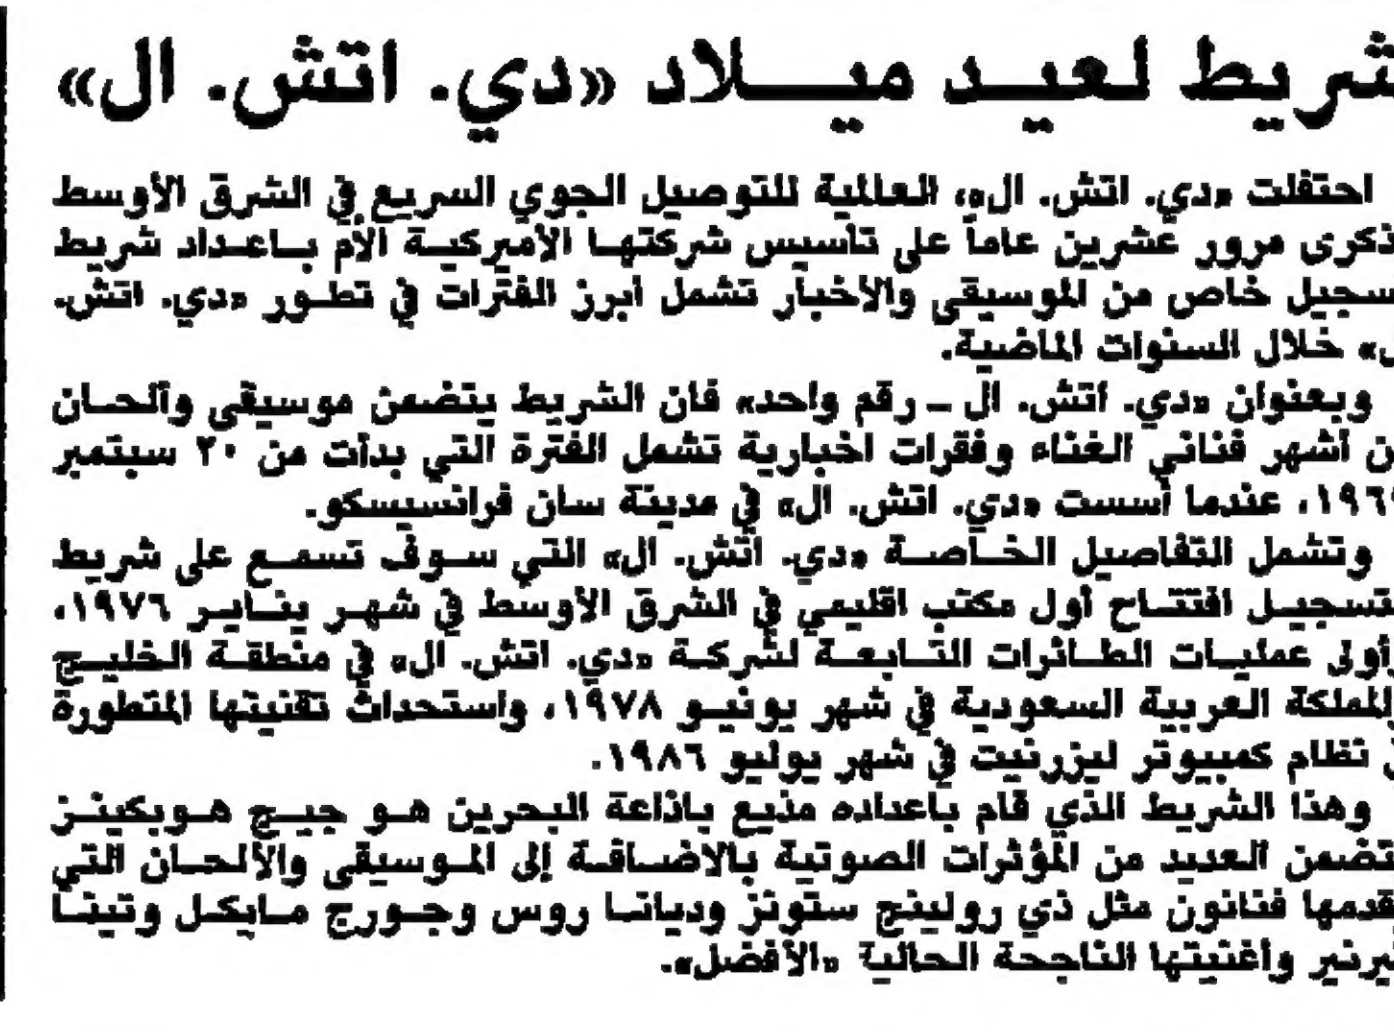 شريط لعيد ميلاد «دي. اتش. ال»
احتفلت «دي. اتش. ال»، العالمية للتوصيل الجوي السريع في الشرق الأوسط
ذكرى مرور عشرين عاماً على تأسيس شركتها الأميركية الأم باعداد شريط
سجيل خاص من الموسيقى والأخبار تشمل أبرز الفترات في تطور «دي. اتش.
ل» خلال السنوات الماضية.
وبعنوان «دي. اتش. ال ـ رقم واحد» فان الشريط يتضمن موسيقى وألحان
ن أشهر فناني الغناء وفقرات اخبارية تشمل الفترة التي بدأت من ٢٠ سبتمبر
١٩٦٩، عندما أسست «دي. اتش. ال» في مدينة سان فرانسيسكو.
وتشمل التفاصيل الخاصة «دي. اتش. ال» التي سوف تسمع على شريط
تسجيل افتتاح أول مكتب اقليمي في الشرق الأوسط في شهر يناير ١٩٧٦،
وأولى عمليات الطائرات التابعة لشركة «دي. اتش. ال» في منطقة الخليج
والمملكة العربية السعودية في شهر يونيو ١٩٧٨، واستحداث تقنيتها المتطورة
نظام كمبيوتر ليزرنيت في شهر يوليو ١٩٨٦.
وهذا الشريط الذي قام باعداده مذيع باذاعة البحرين هو جيج هوبكينز
تضمن العديد من المؤثرات الصوتية بالاضافة إلى الموسيقى والألحان التي
قدمها فنانون مثل ذي رولينج ستونز وديانا روس وجورج مايكل وتينا
يرنير وأغنيتها الناجحة الحالية «الأفضل».